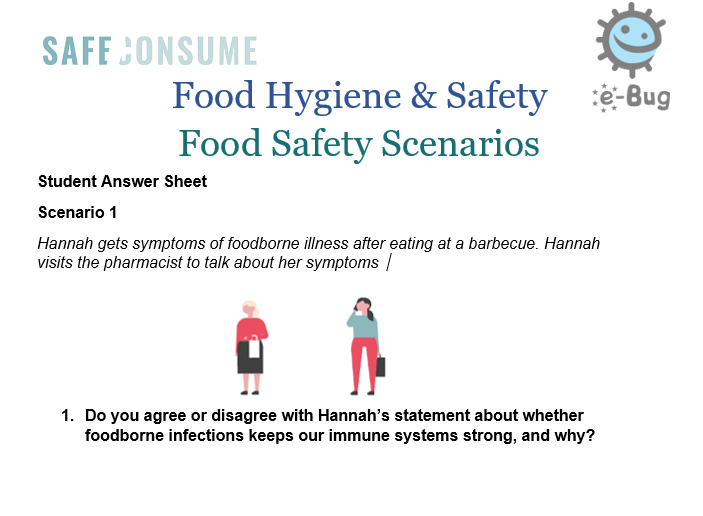 SAFE CONSUME
e-Bug
Food Hygiene & Safety
Food Safety Scenarios
Student Answer Sheet
Scenario 1
Hannah gets symptoms of foodborne illness after eating at a barbecue. Hannah
visits the pharmacist to talk about her symptoms
1. Do you agree or disagree with Hannah’s statement about whether
foodborne infections keeps our immune systems strong, and why?